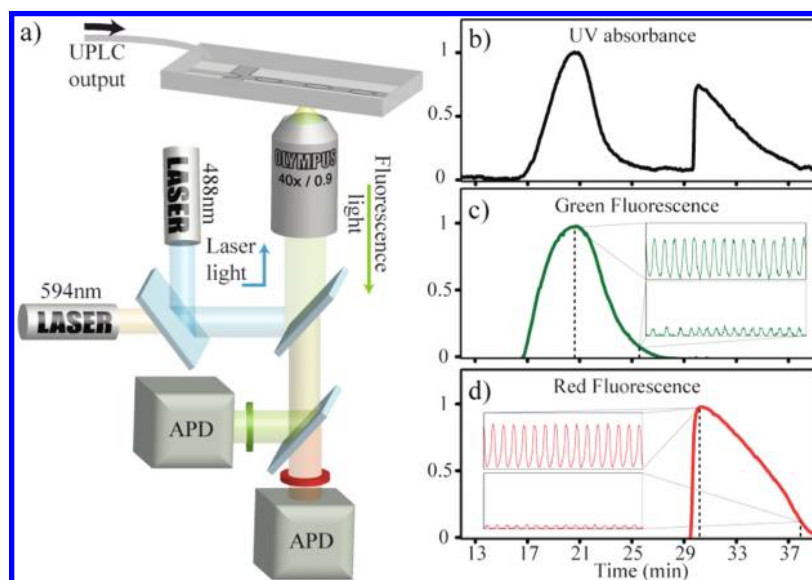 a)
UPLC
output
LASER
488nm
OLYMPUS
40x / 0.9
Fluorescence
light
Laser
light
594nm
LASER
APD
APD
b)
UV absorbance
1
0.5
0
c)
Green Fluorescence
1
0.5
0
d)
Red Fluorescence
1
0.5
0
13 17 21 25 29 33 37
Time (min)